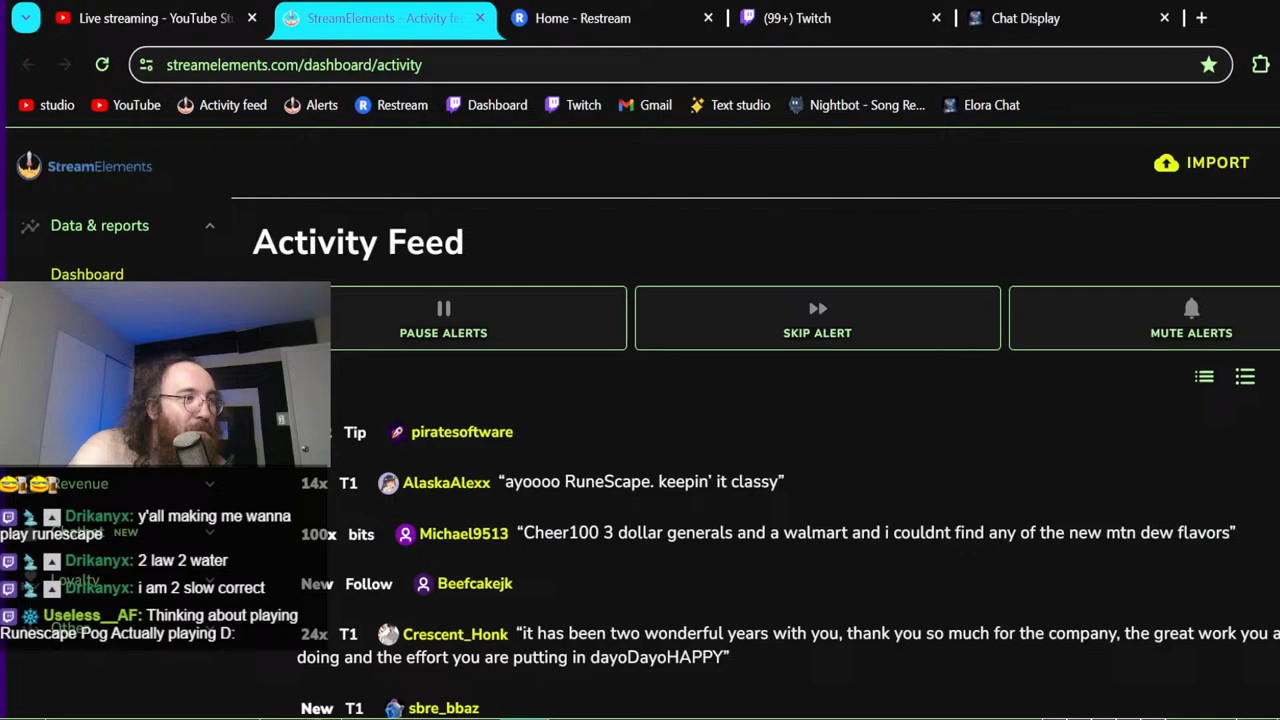 Live streaming - YouTube St
StreamElements - Activity fe
Home - Restream
(99+) Twitch
Chat Display
streamelements.com/dashboard/activity
studio
YouTube
Activity feed
Alerts
Restream
Dashboard
Twitch
Gmail
Text studio
Nightbot - Song Re...
Elora Chat
StreamElements
IMPORT
Data & reports
Activity Feed
Dashboard
PAUSE ALERTS
SKIP ALERT
MUTE ALERTS
Tip piratesoftware
14x T1 AlaskaAlexx “ayoooo RuneScape. keepin’ it classy”
100x bits Michael9513 “Cheer100 3 dollar generals and a walmart and i couldnt find any of the new mtn dew flavors”
New Follow Beefcakejk
24x T1 Crescent_Honk “it has been two wonderful years with you, thank you so much for the company, the great work you a
doing and the effort you are putting in dayoDayoHAPPY”
New T1 sbre_bbaz
Revenue
Drikanyx: y'all making me wanna
play runescape
Chatbot NEW
Drikanyx: 2 law 2 water
Loyalty
Drikanyx: i am 2 slow correct
Useless__AF: Thinking about playing
Runescape Pog Actually playing D: